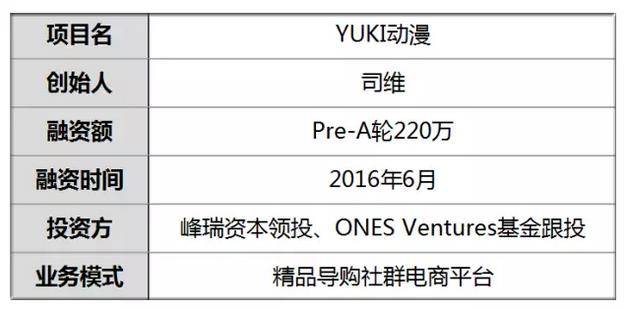 项目名 YUKI动漫
创始人 司维
融资额 Pre-A轮220万
融资时间 2016年6月
投资方 峰瑞资本领投、ONES Ventures基金跟投
业务模式 精品导购社群电商平台